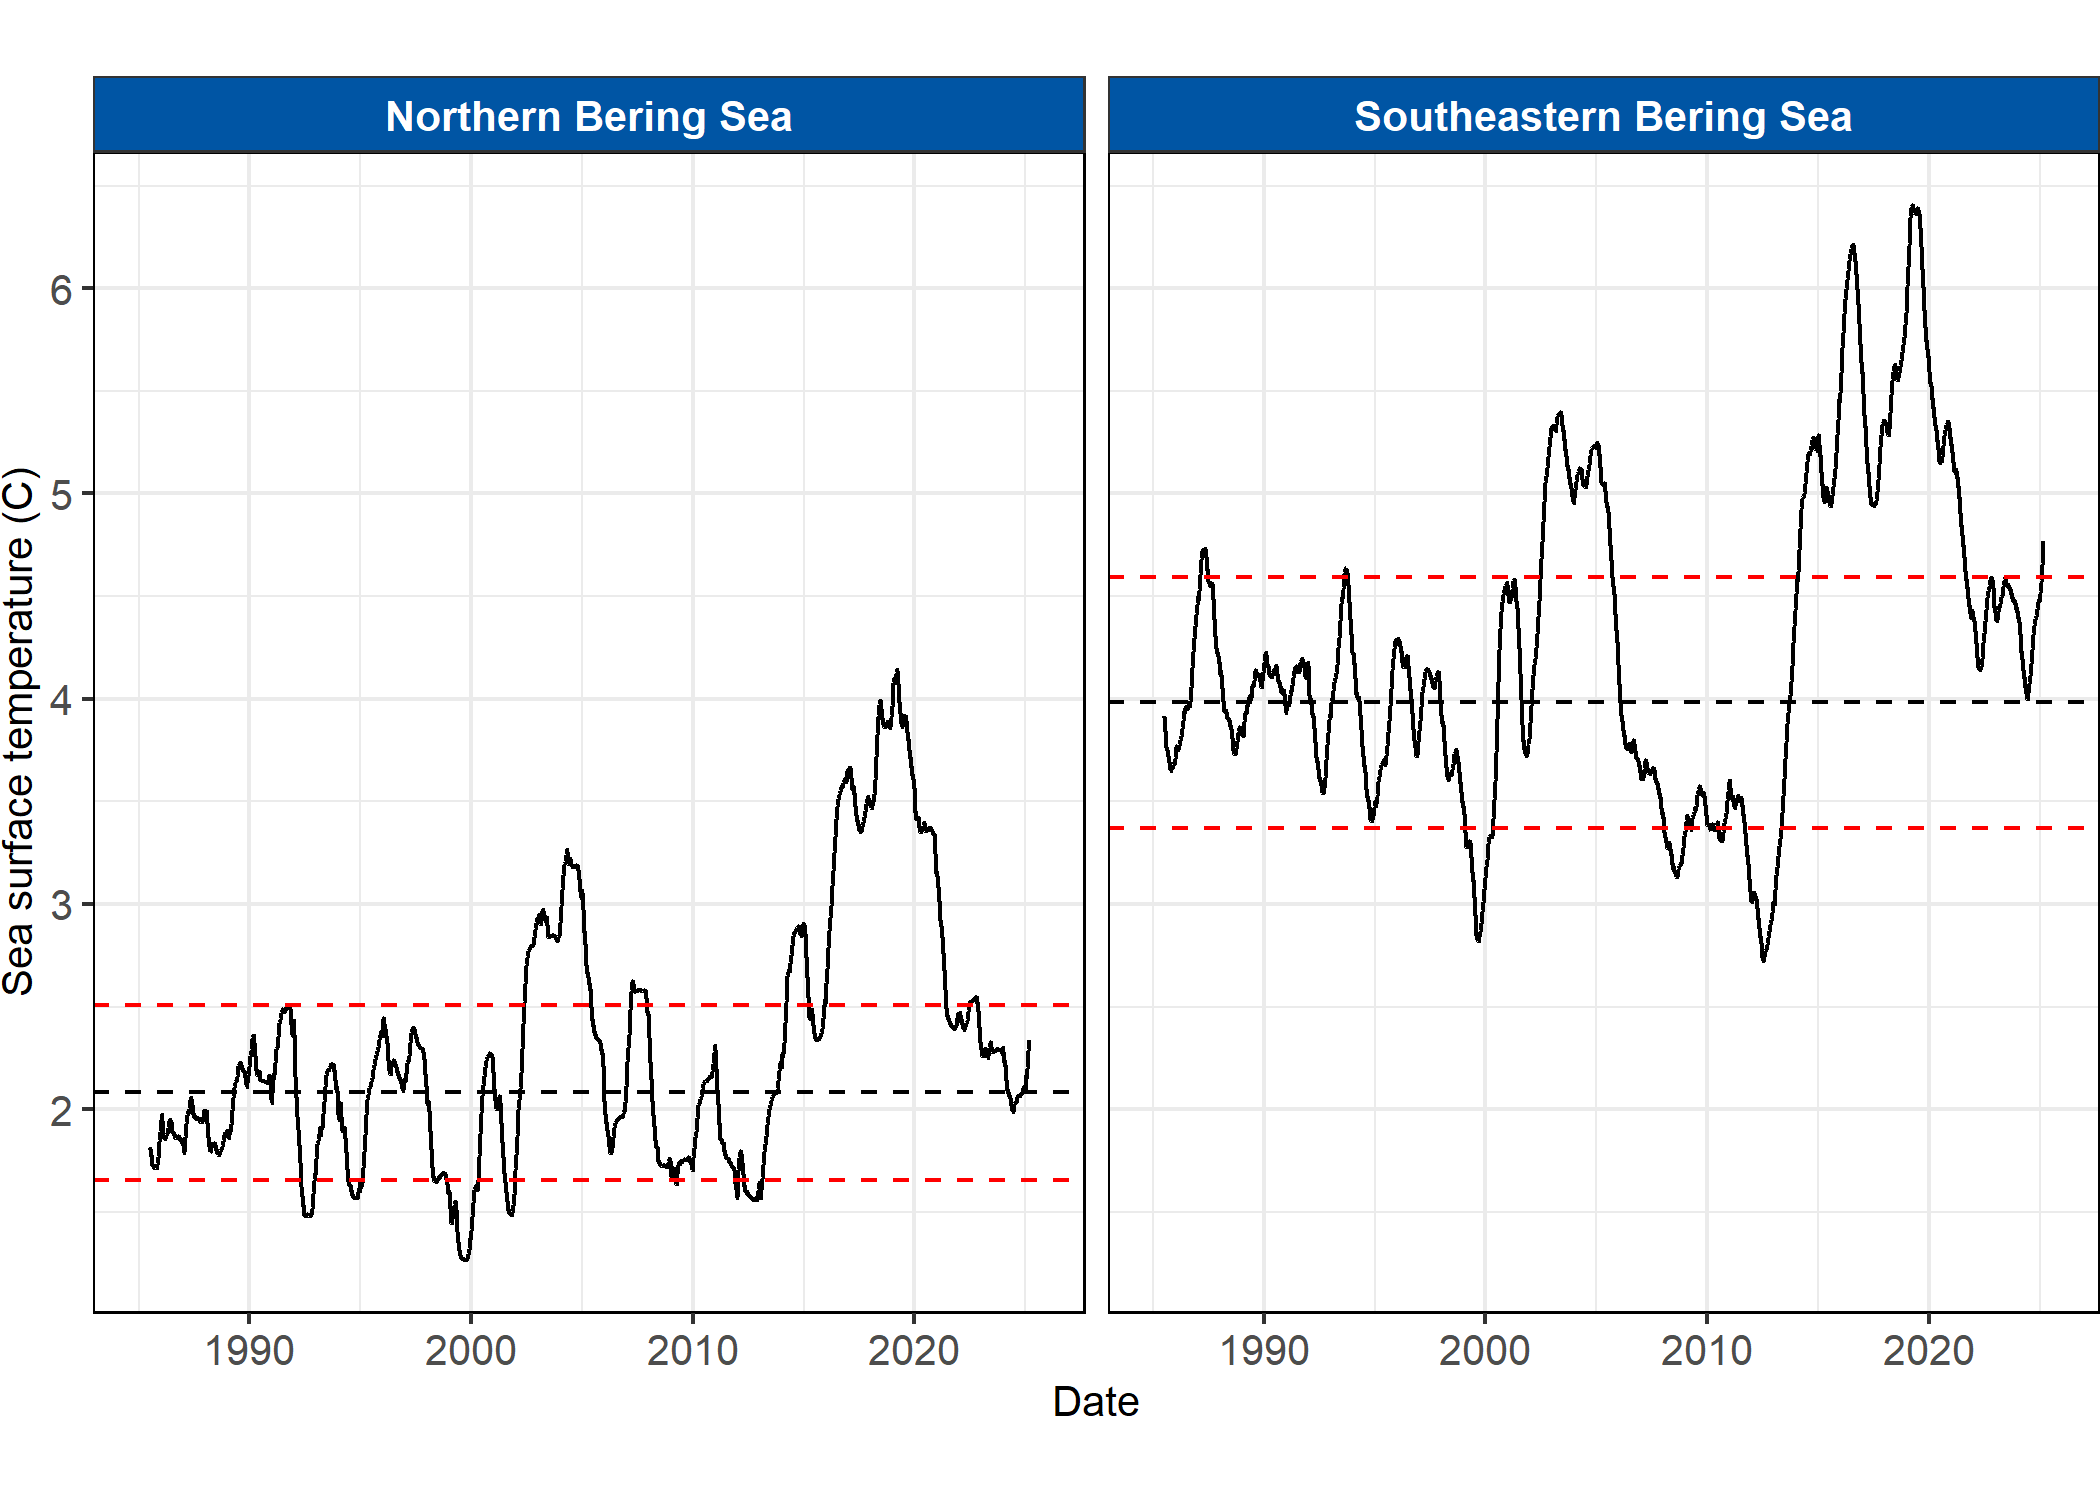 Northern Bering Sea
Southeastern Bering Sea
Sea surface temperature (C)
6
5
4
3
2
1990 2000 2010 2020
1990 2000 2010 2020
Date